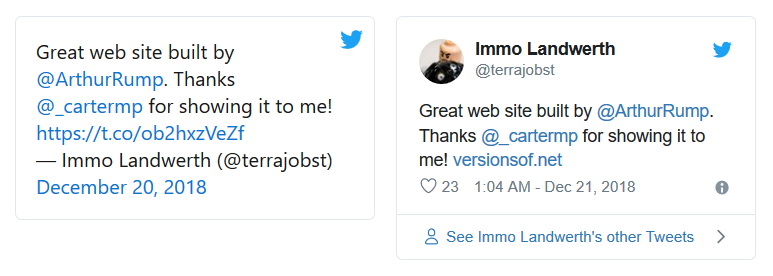 Great web site built by
@ArthurRump. Thanks
@_cartermp for showing it to me!
https://t.co/ob2hxzVeZf
— Immo Landwerth (@terrajobst)
December 20, 2018
Immo Landwerth
@terrajobst
Great web site built by @ArthurRump.
Thanks @_cartermp for showing it to
me! versionsof.net
23 1:04 AM - Dec 21, 2018
See Immo Landwerth's other Tweets